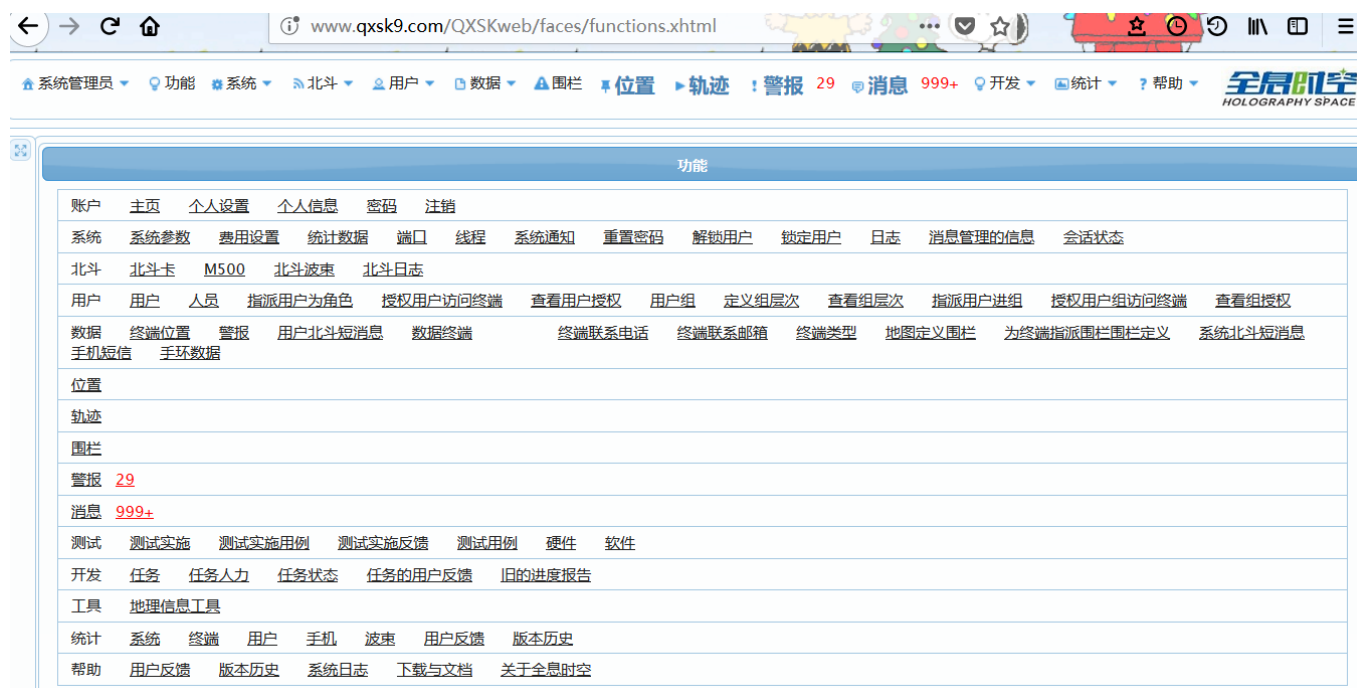 www.qxsk9.com/QXSKweb/faces/functions.xhtml
系统管理员 功能 系统 北斗 用户 数据 围栏 位置 轨迹 警报 29 消息 999+ 开发 统计 ? 帮助 全息时空
HOLOGRAPHY SPACE
功能
账户 主页 个人设置 个人信息 密码 注销
系统 系统参数 费用设置 统计数据 端口 线程 系统通知 重置密码 解锁用户 锁定用户 日志 消息管理的信息 会话状态
北斗 北斗卡 M500 北斗波束 北斗日志
用户 用户 人员 指派用户为角色 授权用户访问终端 查看用户授权 用户组 定义组层次 查看组层次 指派用户进组 授权用户组访问终端 查看组授权
数据 终端位置 警报 用户北斗短消息 数据终端 终端联系电话 终端联系邮箱 终端类型 地图定义围栏 为终端指派围栏围栏定义 系统北斗短消息
手机短信 手环数据
位置
轨迹
围栏
警报 29
消息 999+
测试 测试实施 测试实施用例 测试实施反馈 测试用例 硬件 软件
开发 任务 任务人力 任务状态 任务的用户反馈 旧的进度报告
工具 地理信息工具
统计 系统 终端 用户 手机 波束 用户反馈 版本历史
帮助 用户反馈 版本历史 系统日志 下载与文档 关于全息时空